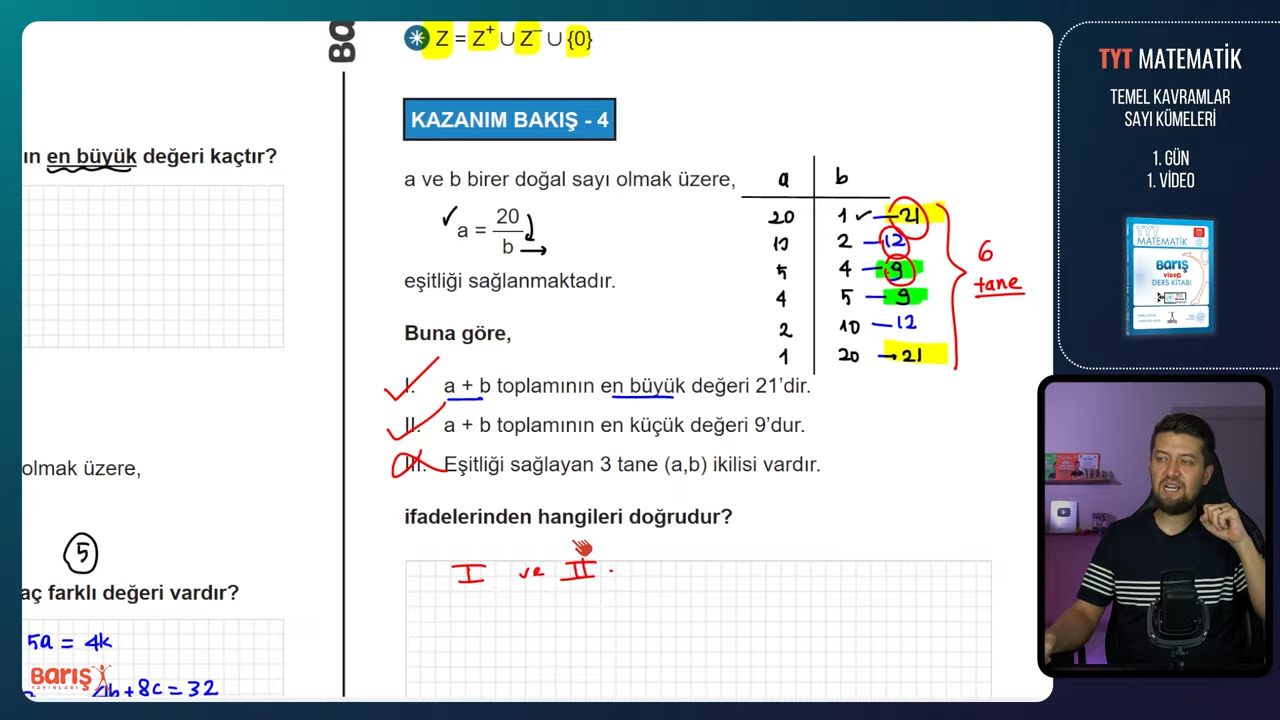 Z = Z⁺ ∪ Z⁻ ∪ {0}
KAZANIM BAKIŞ - 4
a ve b birer doğal sayı olmak üzere,
a = 20/b
eşitliği sağlanmaktadır.
Buna göre,
I. a + b toplamının en büyük değeri 21'dir.
II. a + b toplamının en küçük değeri 9'dur.
III. Eşitliği sağlayan 3 tane (a,b) ikilisi vardır.
ifadelerinden hangileri doğrudur?
I ve II
a b
20 1 21
10 2 12
5 4 9
4 5 9
2 10 12
1 20 21
6
tane
ın en büyük değeri kaçtır?
olmak üzere,
5
aç farklı değeri vardır?
5a = 4k
4b + 8c = 32
BARIŞ
YAYINLARI
TYT MATEMATİK
TEMEL KAVRAMLAR
SAYI KÜMELERİ
1. GÜN
1. VİDEO
TYT
MATEMATİK
BARIŞ
VİDEO
DERS KİTABI